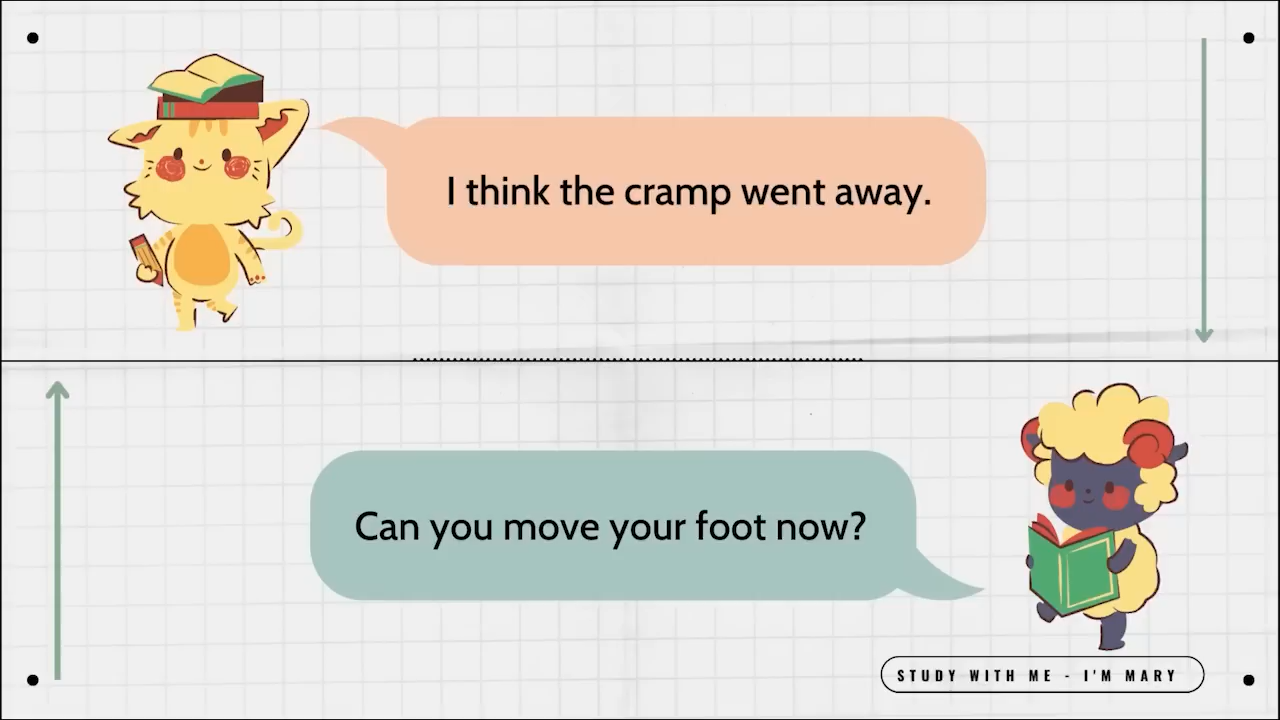 I think the cramp went away.
Can you move your foot now?
STUDY WITH ME - I'M MARY